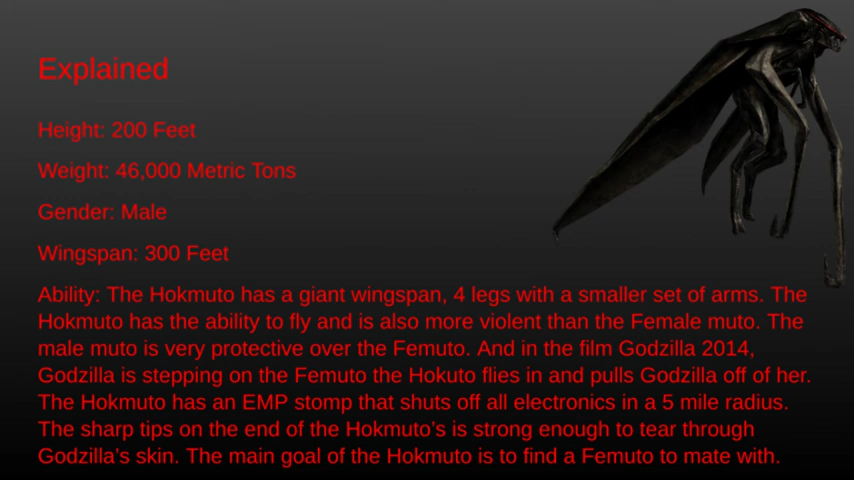 Explained
Height: 200 Feet
Weight: 46,000 Metric Tons
Gender: Male
Wingspan: 300 Feet
Ability: The Hokmuto has a giant wingspan, 4 legs with a smaller set of arms. The
Hokmuto has the ability to fly and is also more violent than the Female muto. The
male muto is very protective over the Femuto. And in the film Godzilla 2014,
Godzilla is stepping on the Femuto the Hokuto flies in and pulls Godzilla off of her.
The Hokmuto has an EMP stomp that shuts off all electronics in a 5 mile radius.
The sharp tips on the end of the Hokmuto’s is strong enough to tear through
Godzilla’s skin. The main goal of the Hokmuto is to find a Femuto to mate with.